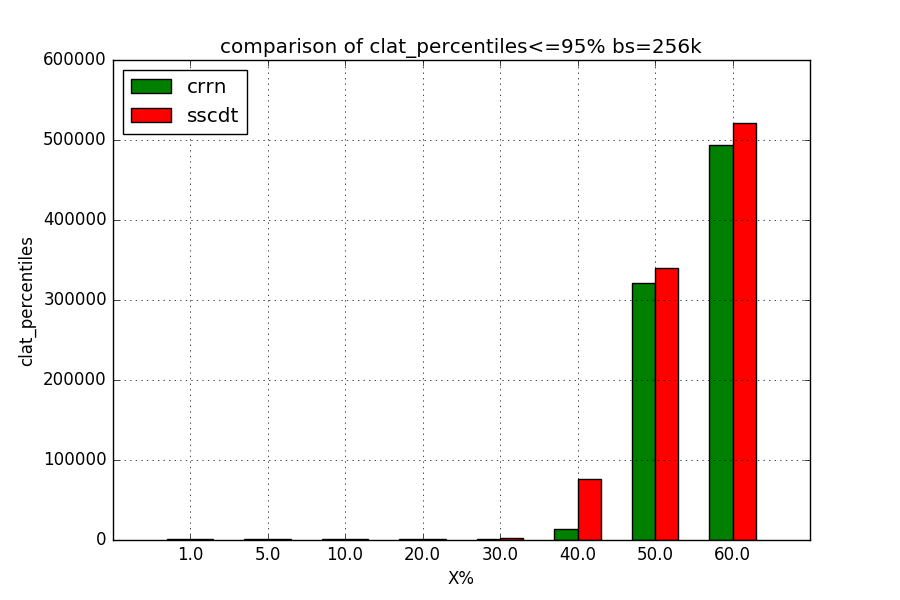 comparison of clat_percentiles<=95% bs=256k
600000
500000
400000
300000
200000
100000
0
clat_percentiles
crrn
sscdt
1.0 5.0 10.0 20.0 30.0 40.0 50.0 60.0
X%